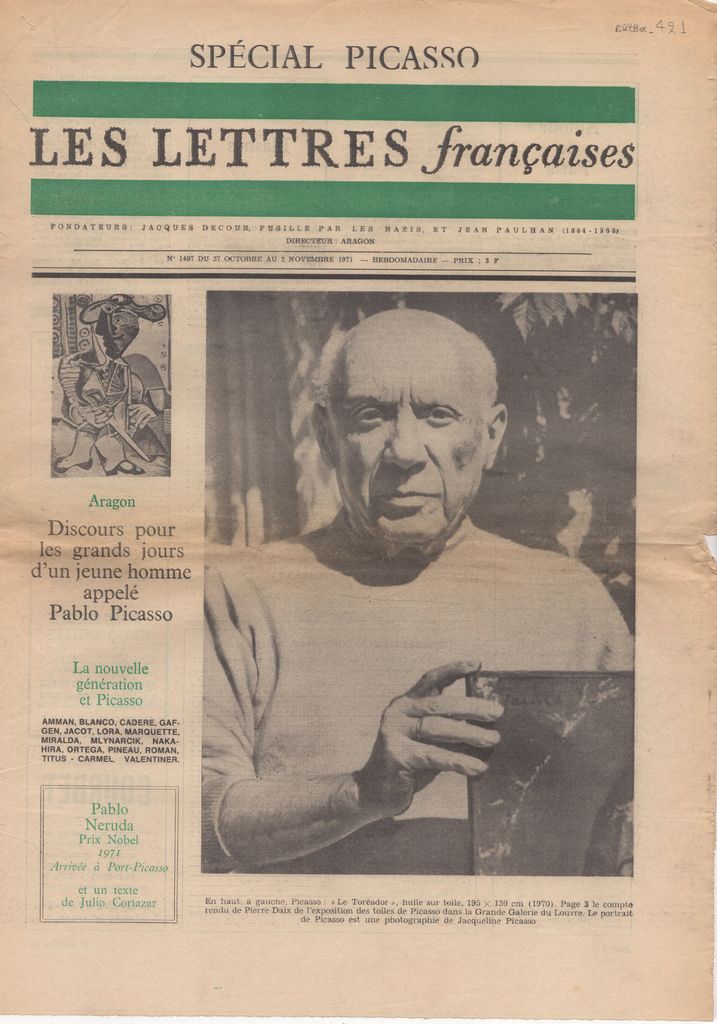 SPÉCIAL PICASSO
LES LETTRES françaises
FONDATEURS: JACQUES DECOUR, FUSILLE PAR LES NAZIS, ET JEAN PAULHAN (1884-1968)
DIRECTEUR : ARAGON
N° 1407 DU 27 OCTOBRE AU 2 NOVEMBRE 1971 — HEBDOMADAIRE — PRIX : 3 F
Aragon
Discours pour
les grands jours
d'un jeune homme
appelé
Pablo Picasso
La nouvelle
génération
et Picasso
AMMAN, BLANCO, CADERE, GAF-
GEN, JACOT, LORA, MARQUETTE,
MIRALDA, MLYNARCIK, NAKA-
HIRA, ORTEGA, PINEAU, ROMAN,
TITUS - CARMEL VALENTINER.
Pablo
Neruda
Prix Nobel
1971
Arrivée à Port-Picasso
et un texte
de Julio Cortazar
En haut, a gauche, Picasso : « Le Toréador », huile sur toile, 195 × 130 cm (1970). Page 3 le compte
rendu de Pierre Daix de l'exposition des toiles de Picasso dans la Grande Galerie du Louvre. Le portrait
de Picasso est une photographie de Jacqueline Picasso